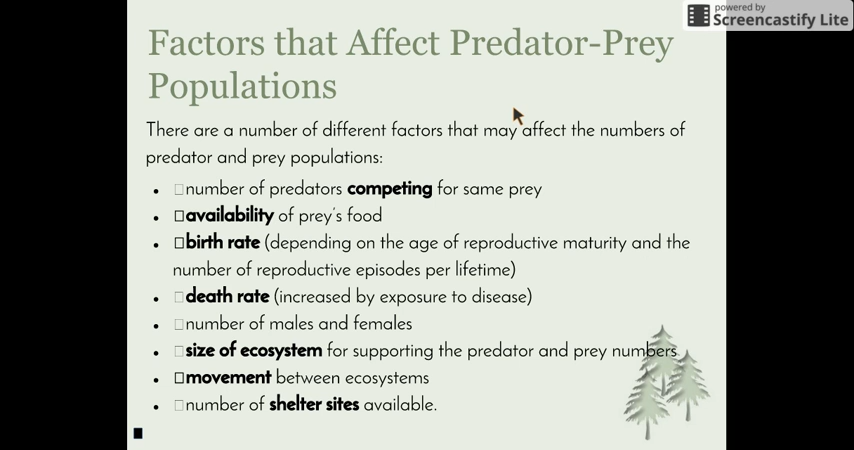 powered by
Screencastify Lite
Factors that Affect Predator-Prey
Populations
There are a number of different factors that may affect the numbers of
predator and prey populations:
• □number of predators competing for same prey
• □availability of prey's food
• □birth rate (depending on the age of reproductive maturity and the
number of reproductive episodes per lifetime)
• □death rate (increased by exposure to disease)
• □number of males and females
• □size of ecosystem for supporting the predator and prey numbers
• □movement between ecosystems
• □number of shelter sites available.